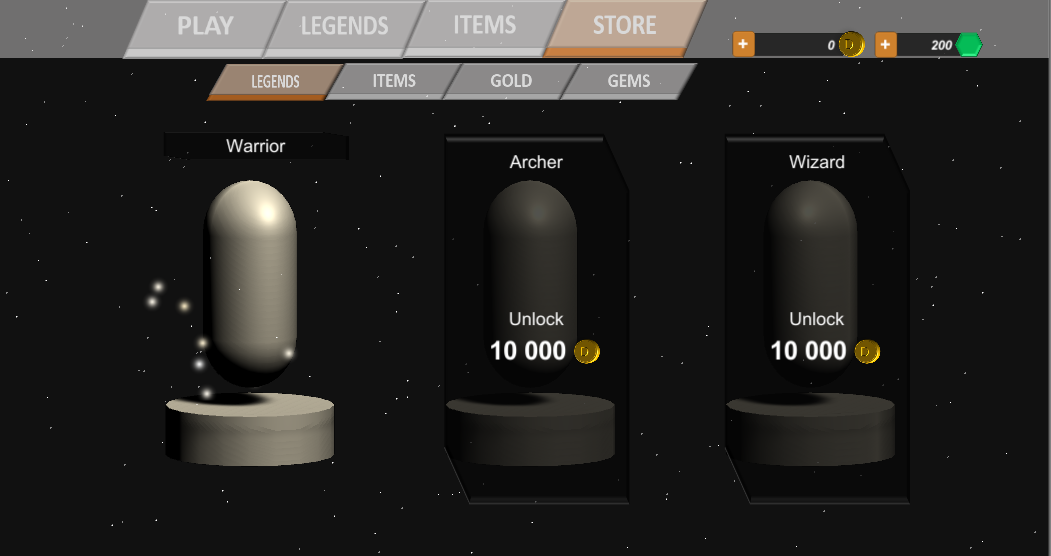 PLAY
LEGENDS
ITEMS
STORE
+ 0 D
+ 200
LEGENDS
ITEMS
GOLD
GEMS
Warrior
Archer
Wizard
Unlock
10 000 D
Unlock
10 000 D